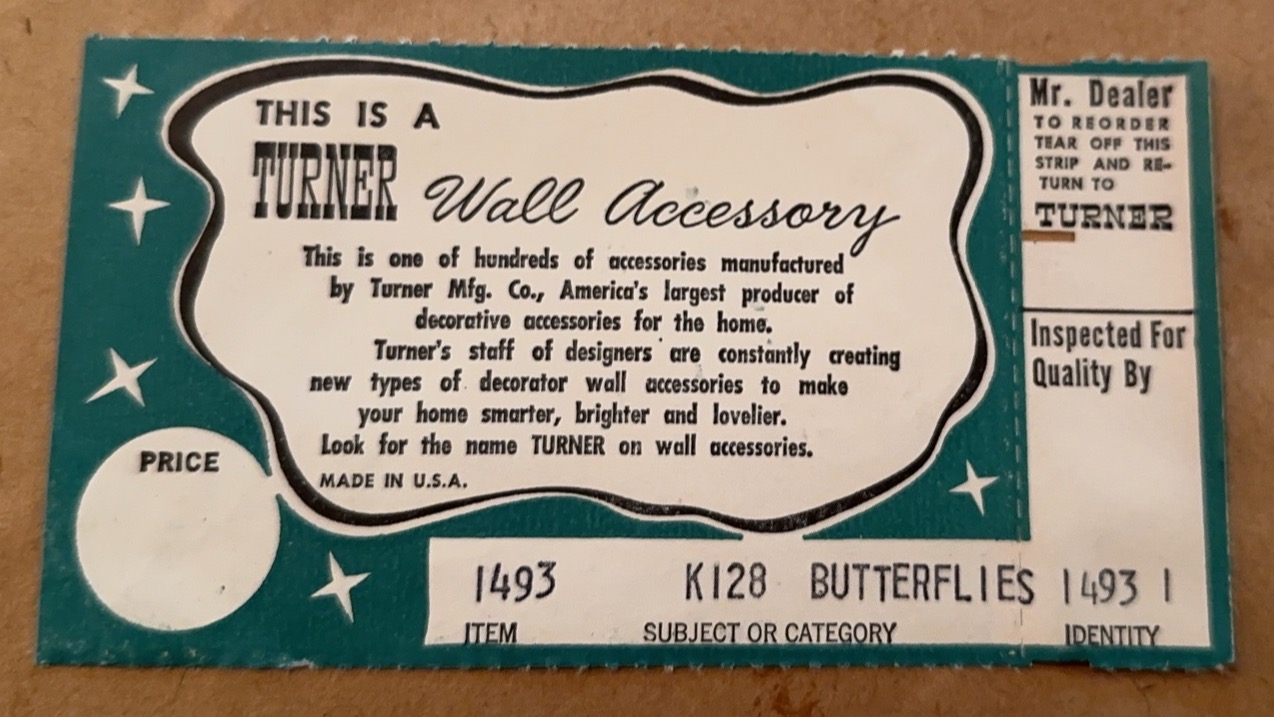 THIS IS A
TURNER Wall Accessory
This is one of hundreds of accessories manufactured
by Turner Mfg. Co., America's largest producer of
decorative accessories for the home.
Turner's staff of designers are constantly creating
new types of decorator wall accessories to make
your home smarter, brighter and lovelier.
Look for the name TURNER on wall accessories.
MADE IN U.S.A.
PRICE
1493 K128 BUTTERFLIES
ITEM SUBJECT OR CATEGORY
Mr. Dealer
TO REORDER
TEAR OFF THIS
STRIP AND RE-
TURN TO
TURNER
Inspected For
Quality By
1493 1
IDENTITY